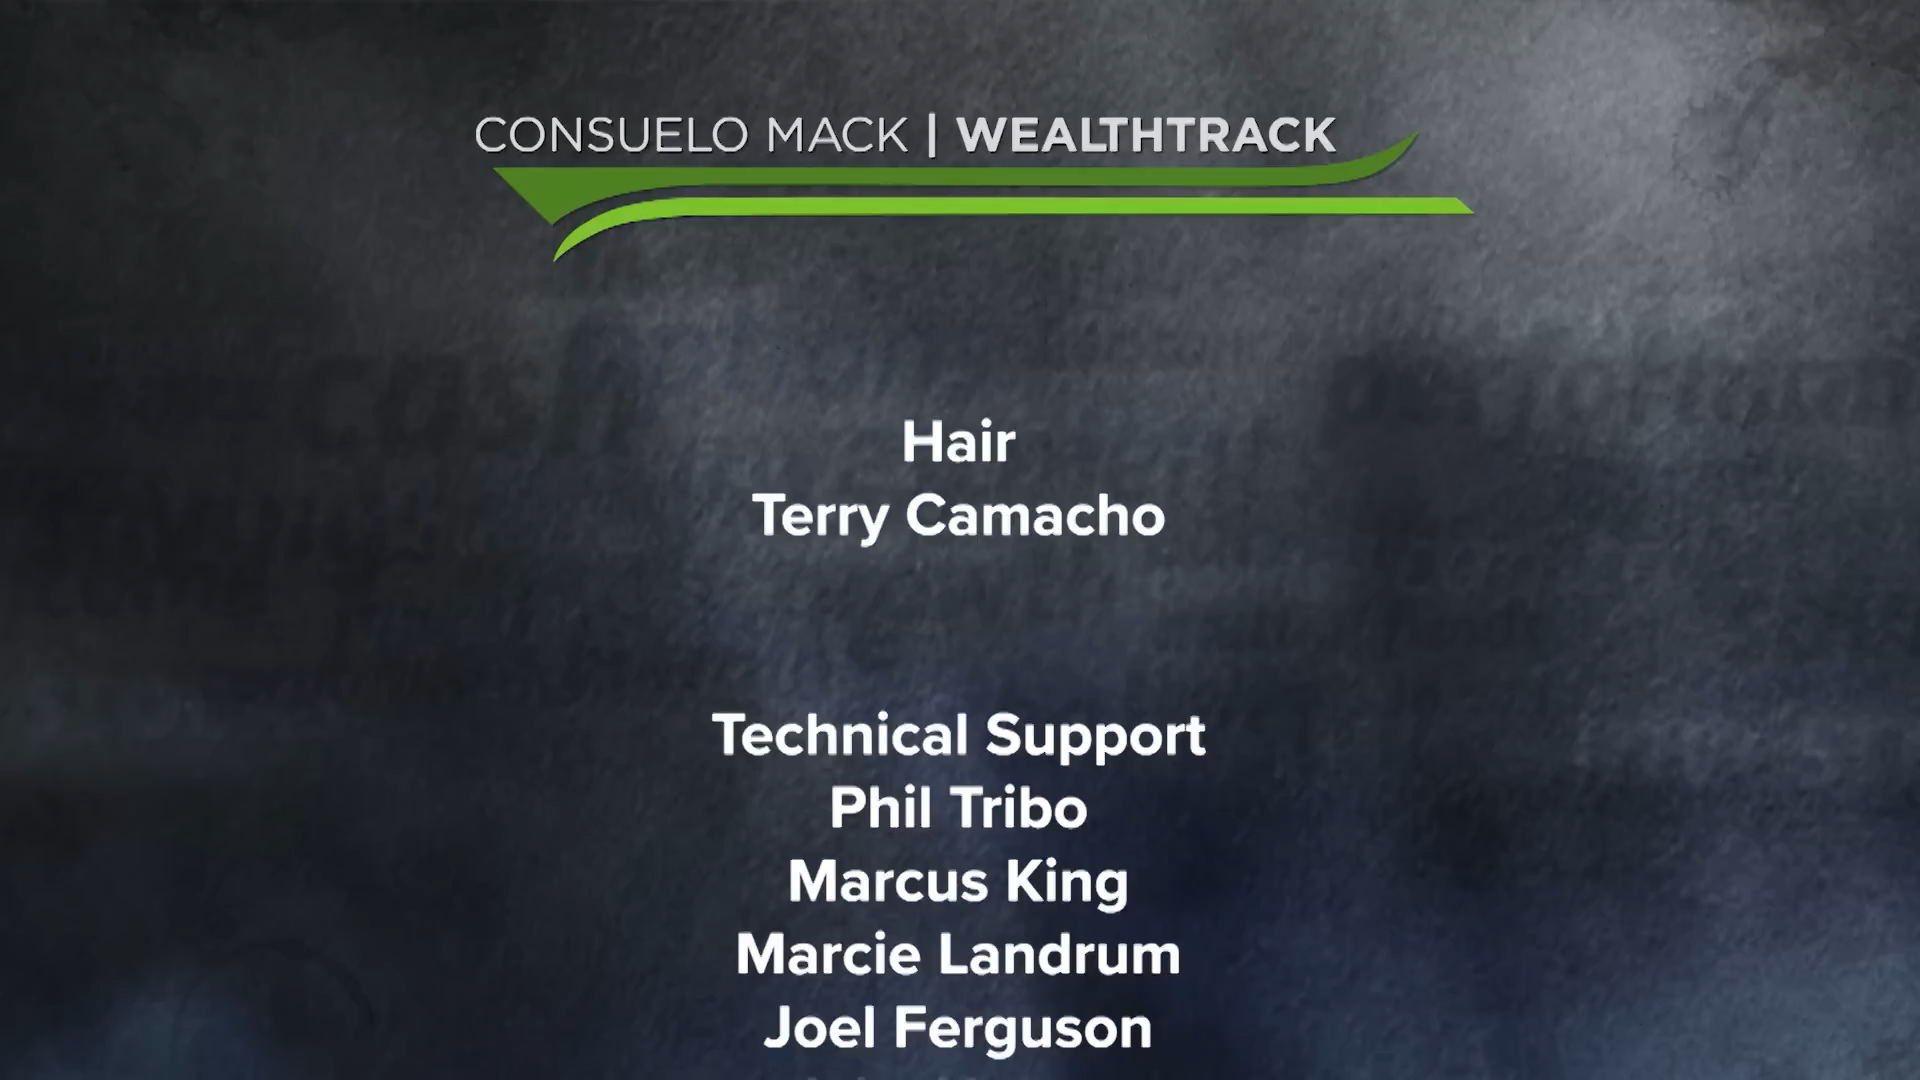 CONSUELO MACK | WEALTHTRACK
Hair
Terry Camacho
Technical Support
Phil Tribo
Marcus King
Marcie Landrum
Joel Ferguson